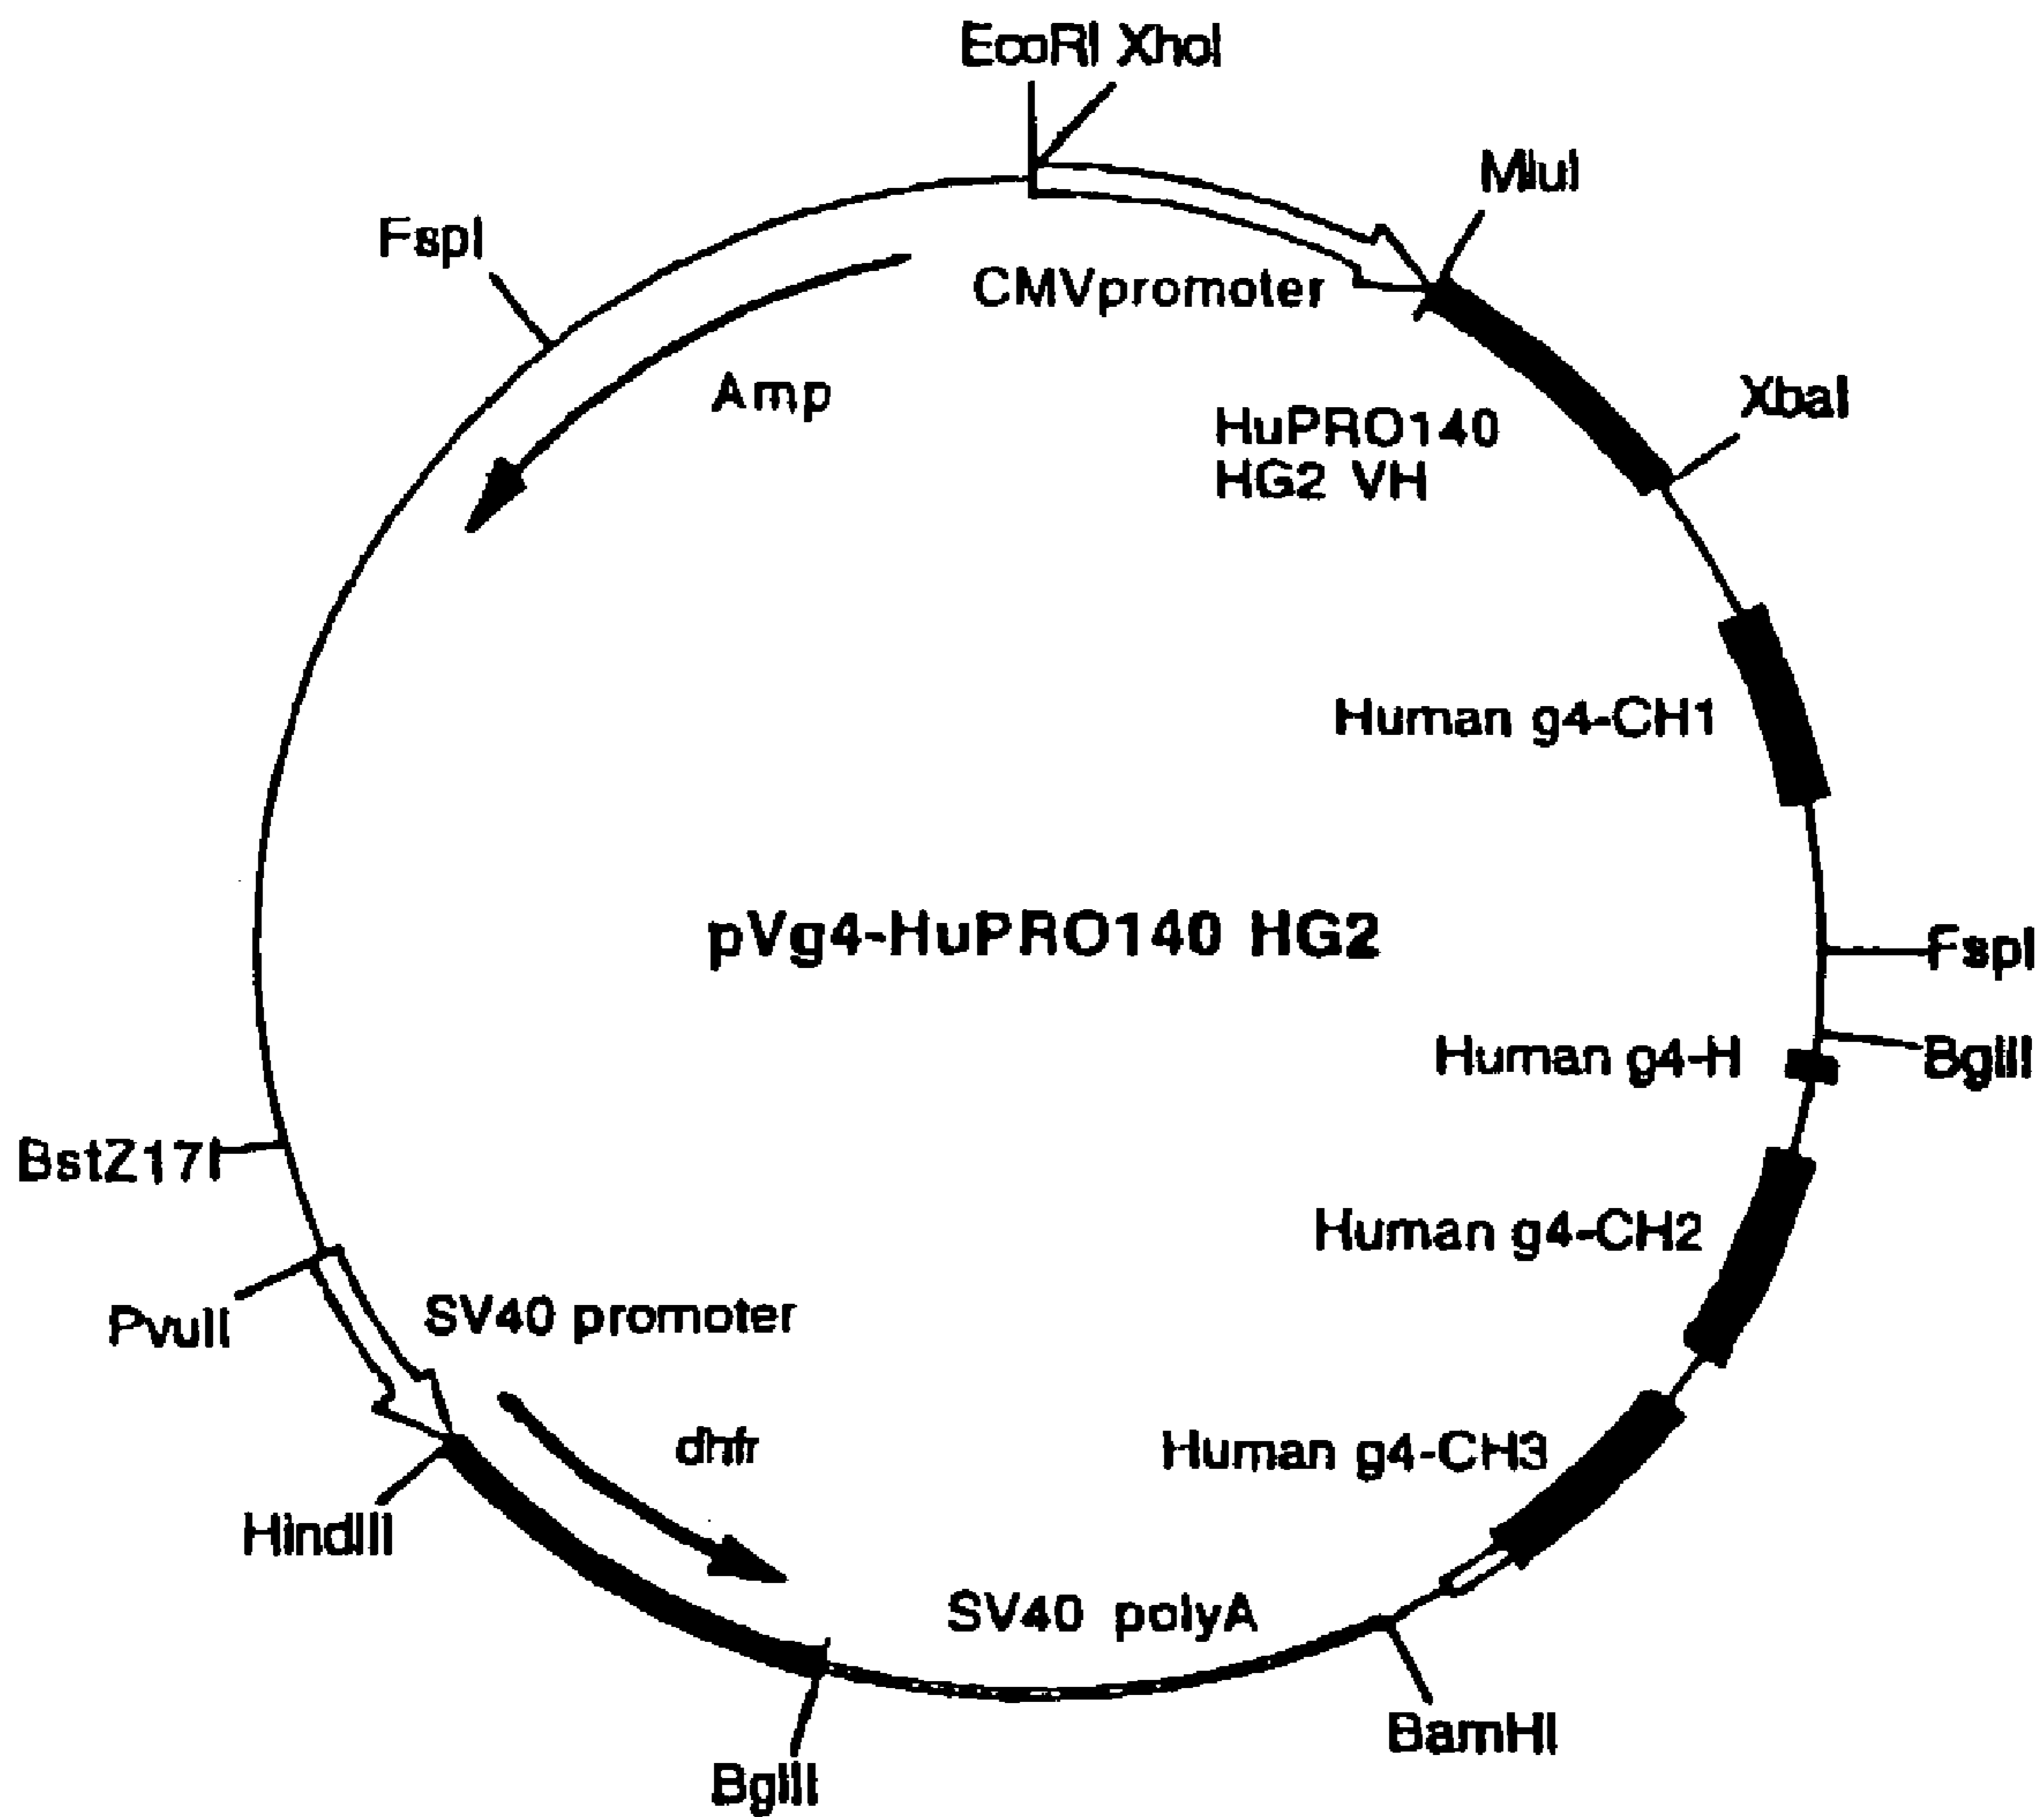 EcoRI XhoI
MluI
FspI
CMVpromoter
Amp
XbaI
HuPRO140
HG2 VH
Human g4-CH1
pVg4-HuPRO140 HG2
FspI
Human g4-H
BglII
BstZ17I
Human g4-CH2
SV40 promoter
PvuII
dhfr
Human g4-CH3
HindIII
SV40 polyA
BamHI
BglII